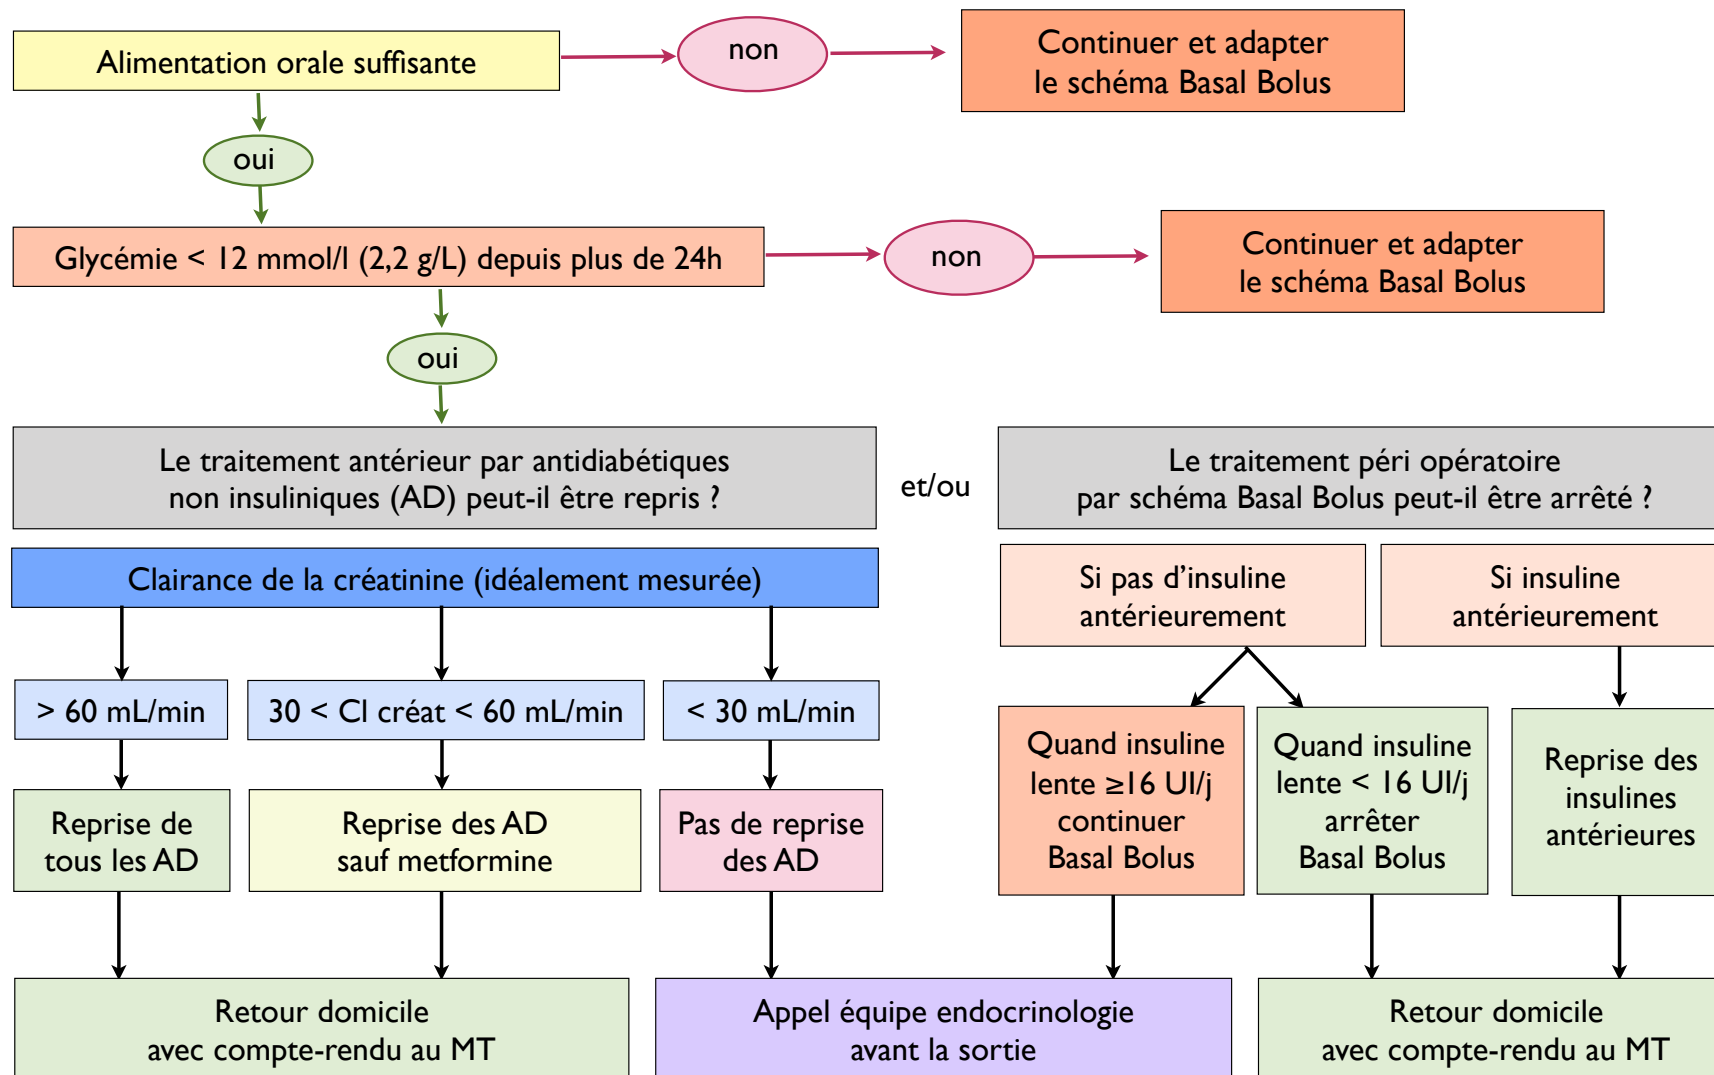 Alimentation orale suffisante
non
Continuer et adapter
le schéma Basal Bolus
oui
Glycémie < 12 mmol/l (2,2 g/L) depuis plus de 24h
non
Continuer et adapter
le schéma Basal Bolus
oui
Le traitement antérieur par antidiabétiques
non insuliniques (AD) peut-il être repris ?
et/ou
Le traitement péri opératoire
par schéma Basal Bolus peut-il être arrêté ?
Clairance de la créatinine (idéalement mesurée)
Si pas d’insuline
antérieurement
Si insuline
antérieurement
> 60 mL/min
30 < Cl créat < 60 mL/min
< 30 mL/min
Reprise de
tous les AD
Reprise des AD
sauf metformine
Pas de reprise
des AD
Quand insuline
lente ≥16 UI/j
continuer
Basal Bolus
Quand insuline
lente < 16 UI/j
arrêter
Basal Bolus
Reprise des
insulines
antérieures
Retour domicile
avec compte-rendu au MT
Appel équipe endocrinologie
avant la sortie
Retour domicile
avec compte-rendu au MT